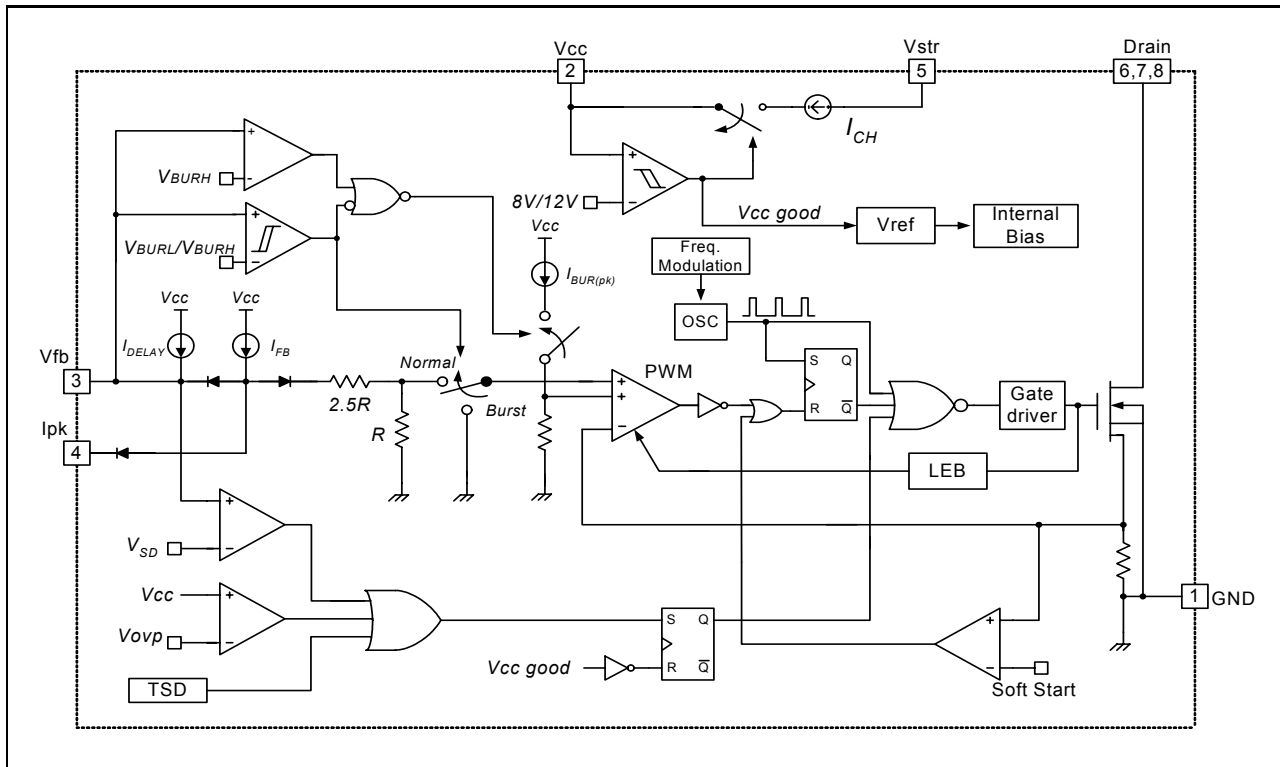 Vcc
Vstr
Drain
2
5
6,7,8
I_CH
V_BURH
+
-
+
-
8V/12V
Vcc good
Vref
Internal
Bias
V_BURL/V_BURH
+
-
Vcc
I_BUR(pk)
Freq.
Modulation
OSC
Vcc
Vcc
I_DELAY
I_FB
Vfb
3
Normal
Burst
2.5R
R
+
+
-
PWM
S
Q
R
Q̅
Gate
driver
Ipk
4
LEB
+
-
V_SD
Vcc
+
Vovp
-
1
GND
S
Q
R
Q̅
+
-
Vcc good
TSD
Soft Start